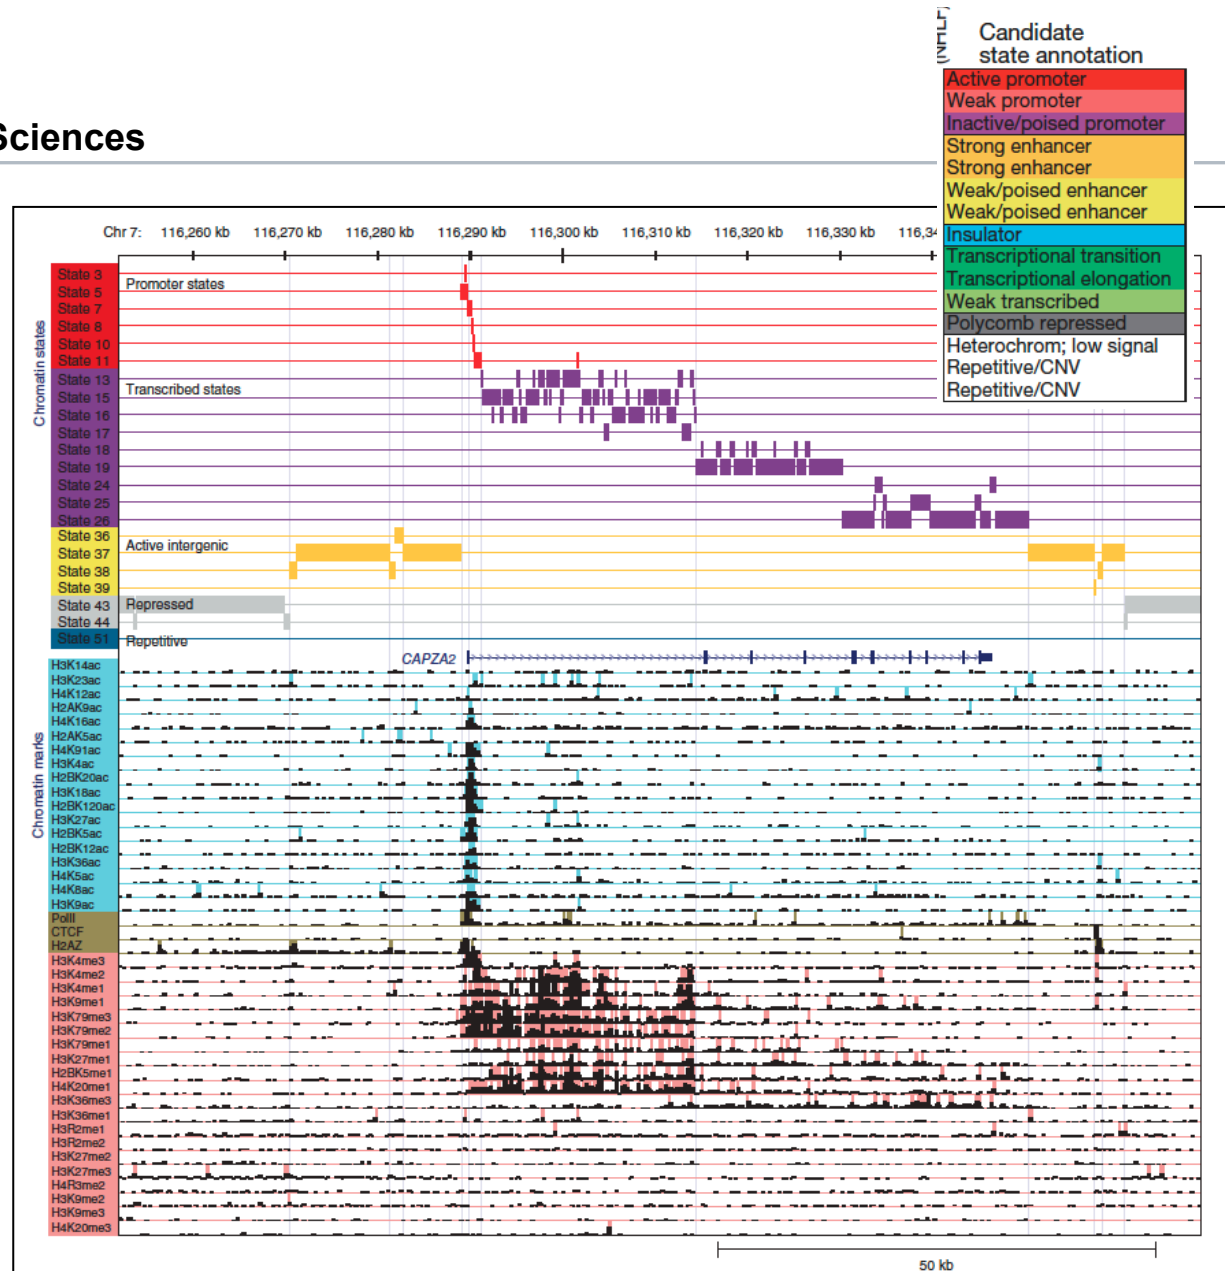 (NHLF)
Candidate
state annotation
Active promoter
Weak promoter
Inactive/poised promoter
Strong enhancer
Strong enhancer
Weak/poised enhancer
Weak/poised enhancer
Insulator
Transcriptional transition
Transcriptional elongation
Weak transcribed
Polycomb repressed
Heterochrom; low signal
Repetitive/CNV
Repetitive/CNV
Sciences
Chr 7: 116,260 kb 116,270 kb 116,280 kb 116,290 kb 116,300 kb 116,310 kb 116,320 kb 116,330 kb 116,34
Chromatin states
State 3
Promoter states
State 5
State 7
State 8
State 10
State 11
State 13
Transcribed states
State 15
State 16
State 17
State 18
State 19
State 24
State 25
State 26
State 36
Active intergenic
State 37
State 38
State 39
State 43 Repressed
State 44
State 51 Repetitive
CAPZA2
Chromatin marks
H3K14ac
H3K23ac
H4K12ac
H2AK9ac
H4K16ac
H2AK5ac
H4K91ac
H3K4ac
H2BK20ac
H3K18ac
H2BK120ac
H3K27ac
H2BK5ac
H2BK12ac
H3K36ac
H4K5ac
H4K8ac
H3K9ac
PolII
CTCF
H2AZ
H3K4me3
H3K4me2
H3K4me1
H3K9me1
H3K79me3
H3K79me2
H3K79me1
H3K27me1
H2BK5me1
H4K20me1
H3K36me3
H3K36me1
H3R2me1
H3R2me2
H3K27me2
H3K27me3
H4R3me2
H3K9me2
H3K9me3
H4K20me3
50 kb